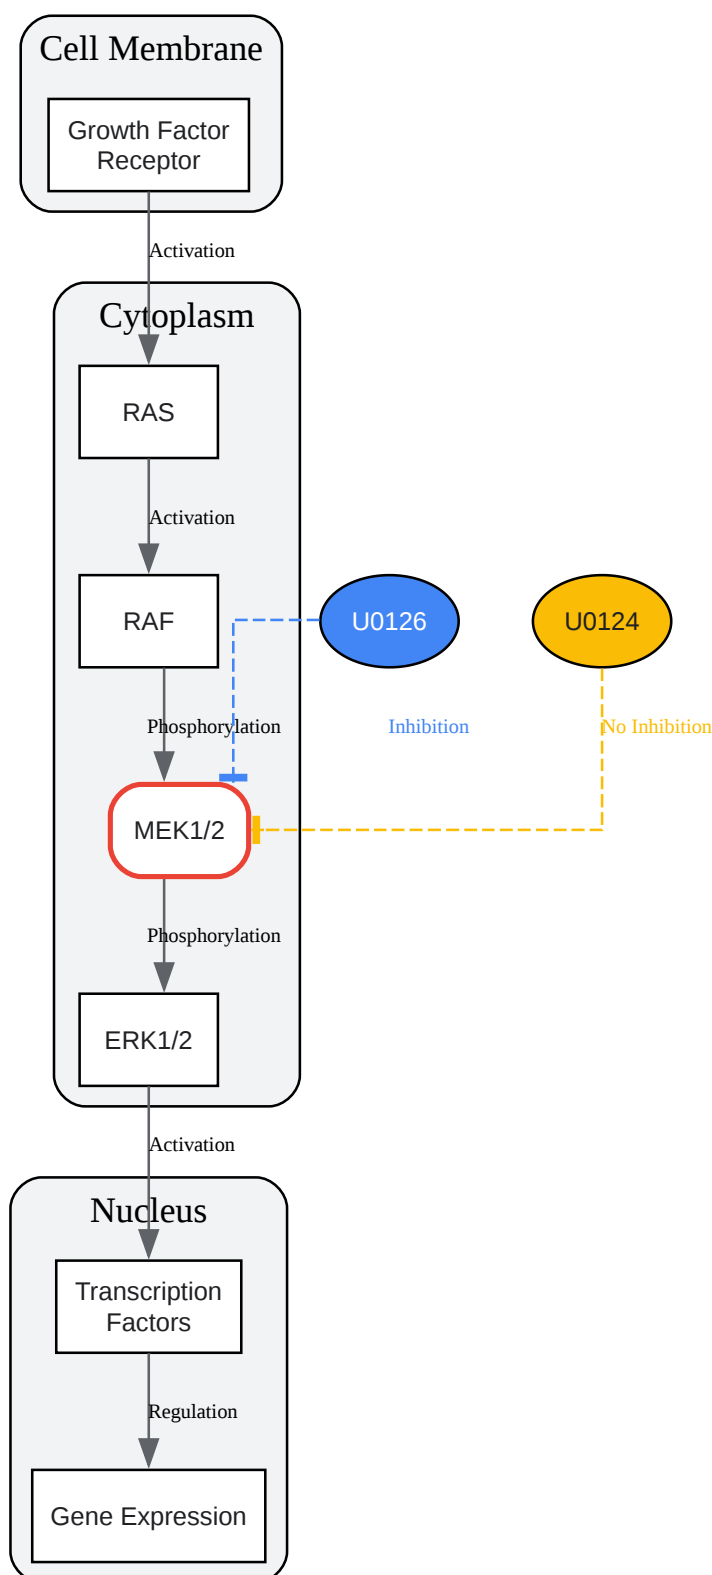 Cell Membrane
Growth Factor
Receptor
Activation
Cytoplasm
RAS
Activation
RAF
U0126
U0124
Phosphorylation
Inhibition
No Inhibition
MEK1/2
Phosphorylation
ERK1/2
Activation
Nucleus
Transcription
Factors
Regulation
Gene Expression